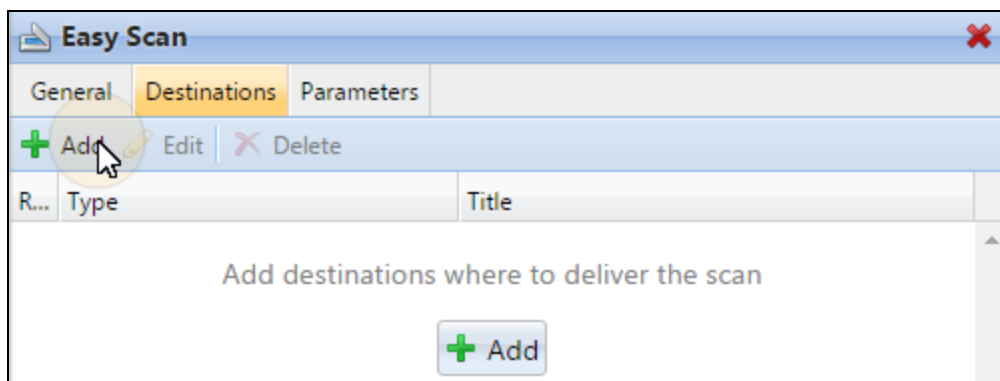 Easy Scan
General Destinations Parameters
Add Edit Delete
R... Type Title
Add destinations where to deliver the scan
Add